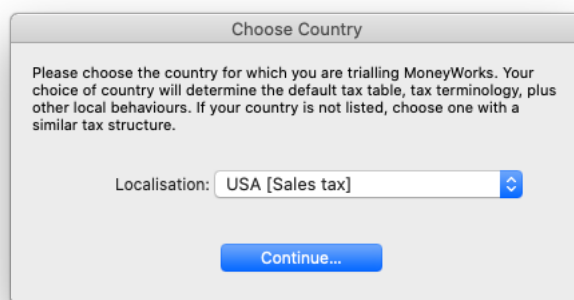 Choose Country
Please choose the country for which you are trialling MoneyWorks. Your
choice of country will determine the default tax table, tax terminology, plus
other local behaviours. If your country is not listed, choose one with a
similar tax structure.
Localisation: USA [Sales tax]
Continue...